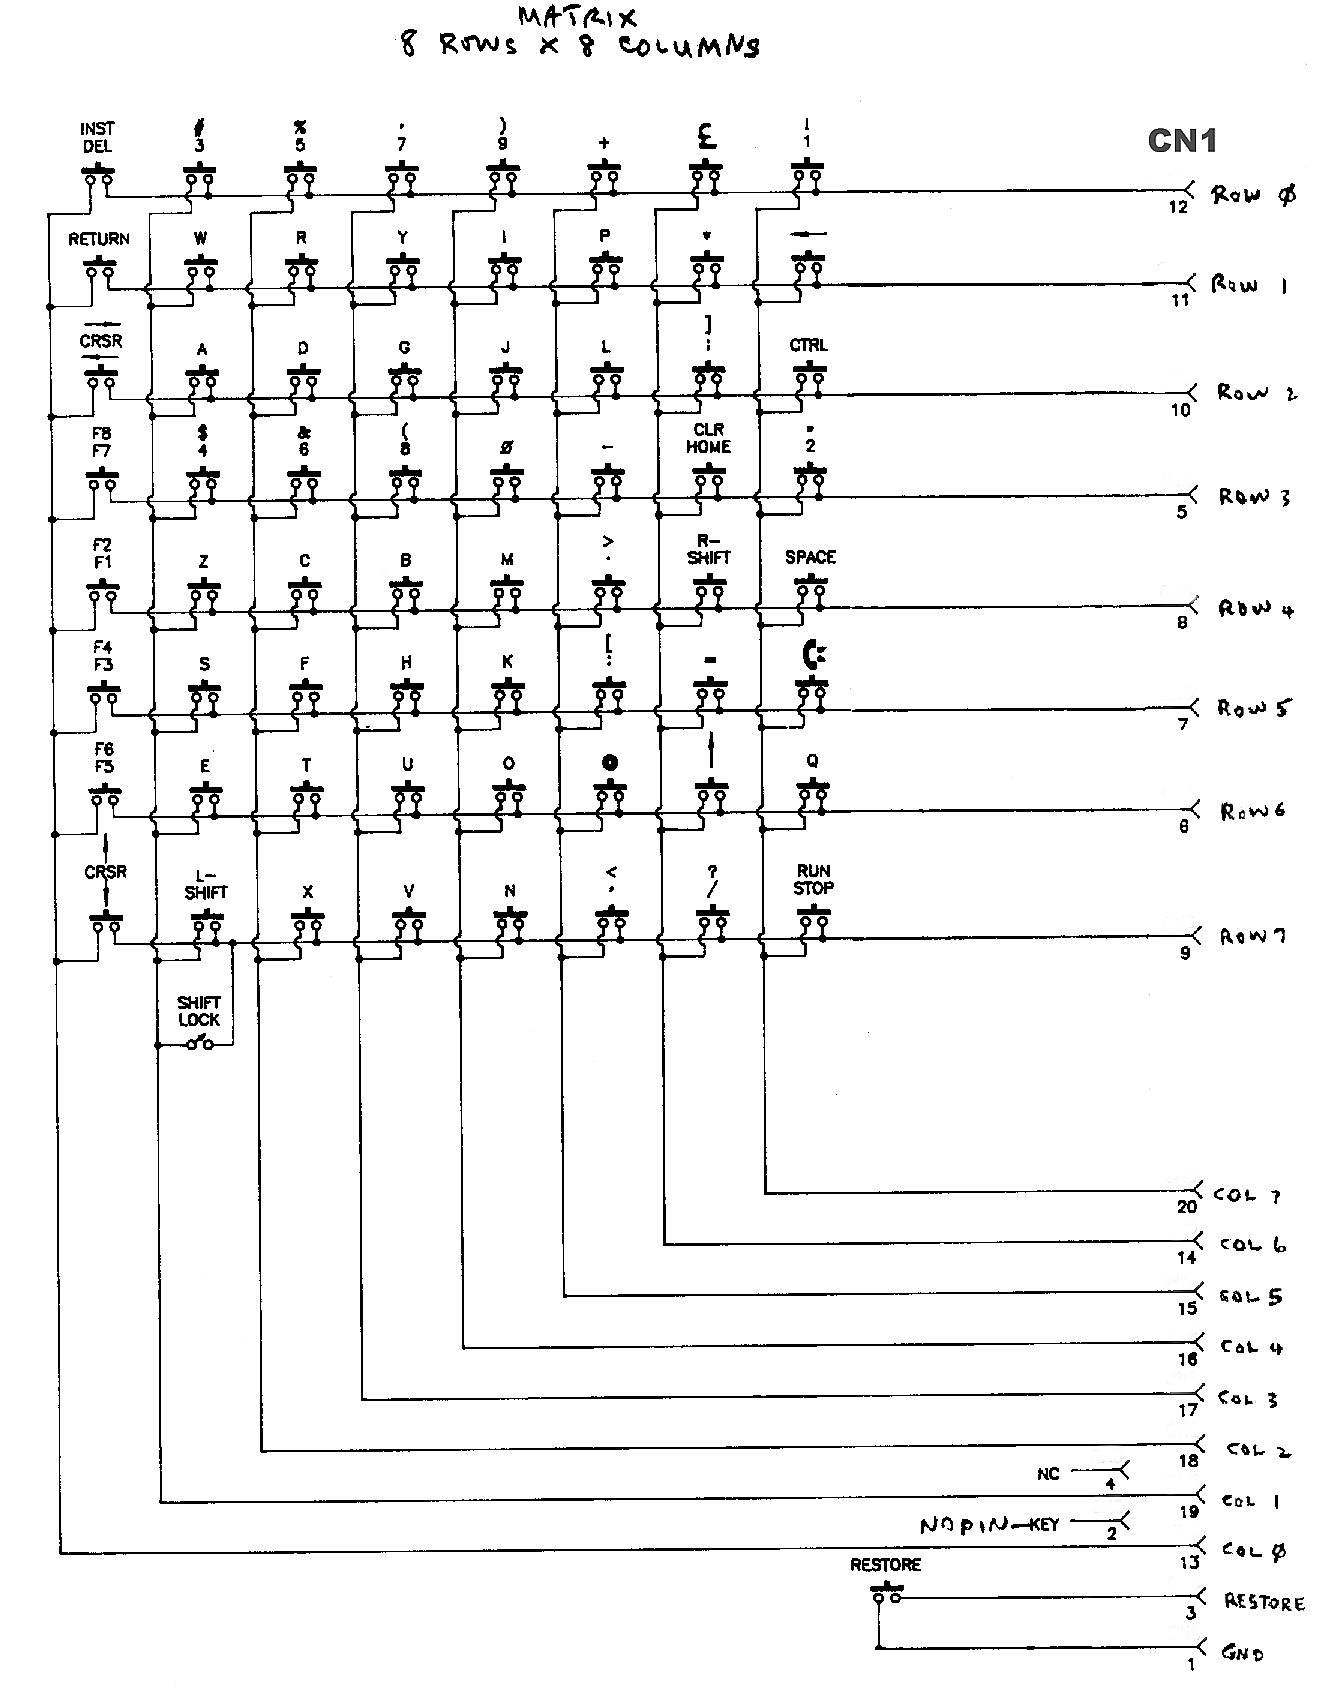 MATRIX
8 ROWS X 8 COLUMNS
CN1
INST # % ' ) £ !
DEL 3 5 7 9 + 1
12 ROW Ø
RETURN W R Y I P * ←
11 ROW 1
→ ]
CRSR A D G J L ; CTRL
←
10 ROW 2
F8 $ & ( CLR "
F7 4 6 8 Ø - HOME 2
5 ROW 3
F2 > R-
F1 Z C B M . SHIFT SPACE
8 ROW 4
F4 [
F3 S F H K : = C=
7 ROW 5
F6 ↑
F5 E T U O @ Q
6 ROW 6
↑ < ? RUN
CRSR L- X V N , / STOP
↓ SHIFT
9 ROW 7
SHIFT
LOCK
20 COL 7
14 COL 6
15 COL 5
16 COL 4
17 COL 3
18 COL 2
NC 4
19 COL 1
NO PIN-KEY 2
13 COL Ø
RESTORE
3 RESTORE
1 GND